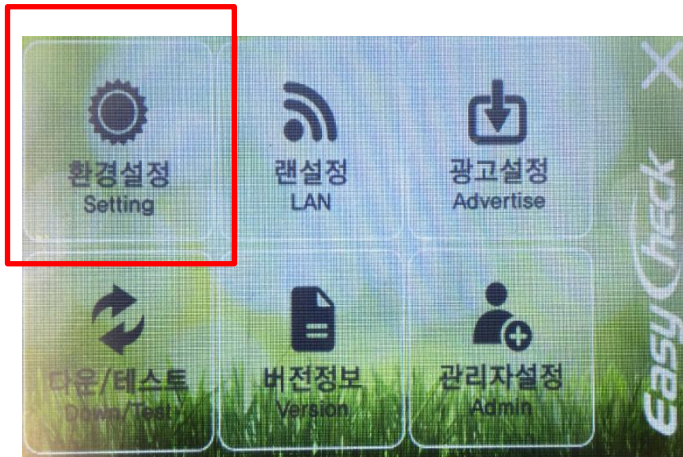 환경설정
Setting
랜설정
LAN
광고설정
Advertise
다운/테스트
Down/Test
버전정보
Version
관리자설정
Admin
EasyCheck